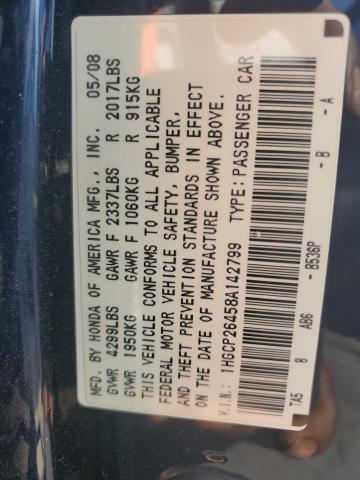 MFD. BY HONDA OF AMERICA MFG., INC. 05/08
GVWR 4299LBS GAWR F 2337LBS R 2017LBS
GVWR 1950KG GAWR F 1060KG R 915KG
THIS VEHICLE CONFORMS TO ALL APPLICABLE
FEDERAL MOTOR VEHICLE SAFETY, BUMPER,
AND THEFT PREVENTION STANDARDS IN EFFECT
ON THE DATE OF MANUFACTURE SHOWN ABOVE.
V.I.N.: 1HGCP26458A142799 TYPE: PASSENGER CAR
TA5 8 AB6 -B536P - B - A